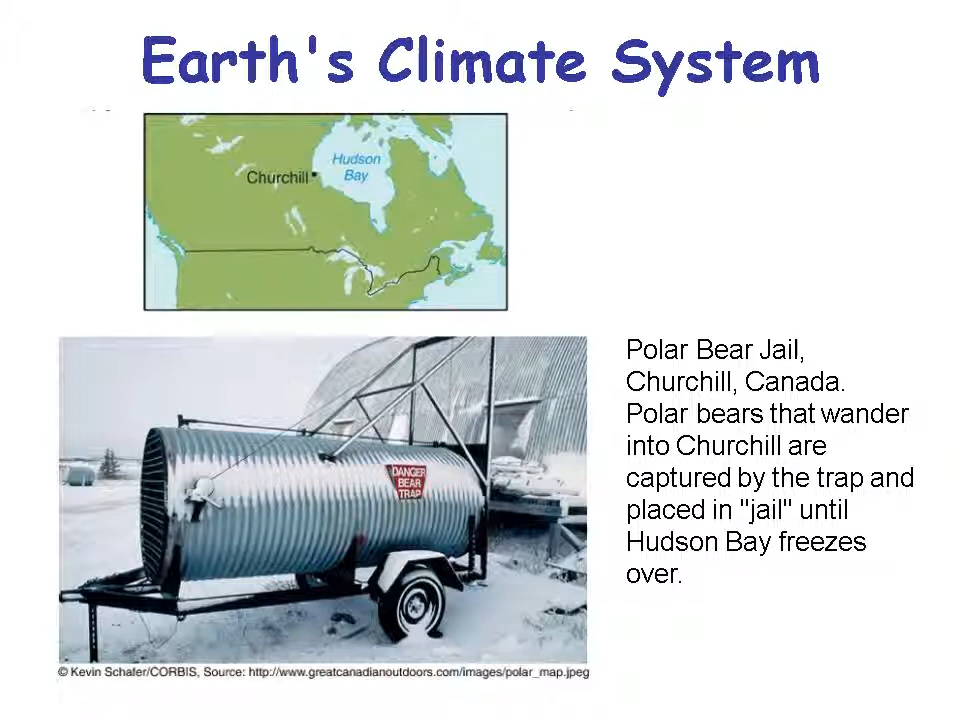 Earth's Climate System
Hudson
Bay
Churchill
Polar Bear Jail,
Churchill, Canada.
Polar bears that wander
into Churchill are
captured by the trap and
placed in "jail" until
Hudson Bay freezes
over.
DANGER
BEAR
TRAP
© Kevin Schafer/CORBIS, Source: http://www.greatcanadianoutdoors.com/images/polar_map.jpeg